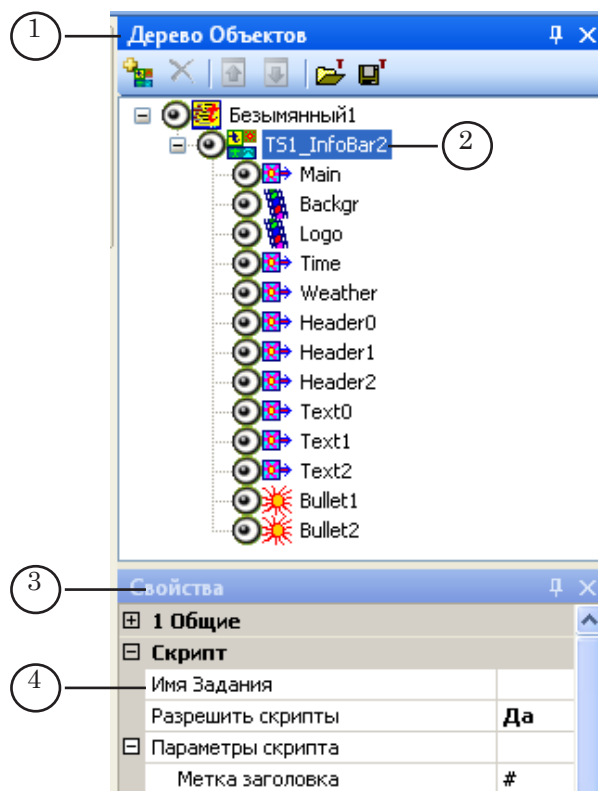 1
Дерево Объектов
Безымянный1
TS1_InfoBar2
2
Main
Backgr
Logo
Time
Weather
Header0
Header1
Header2
Text0
Text1
Text2
Bullet1
Bullet2
3
Свойства
1 Общие
Скрипт
4
Имя Задания
Разрешить скрипты Да
Параметры скрипта
Метка заголовка #